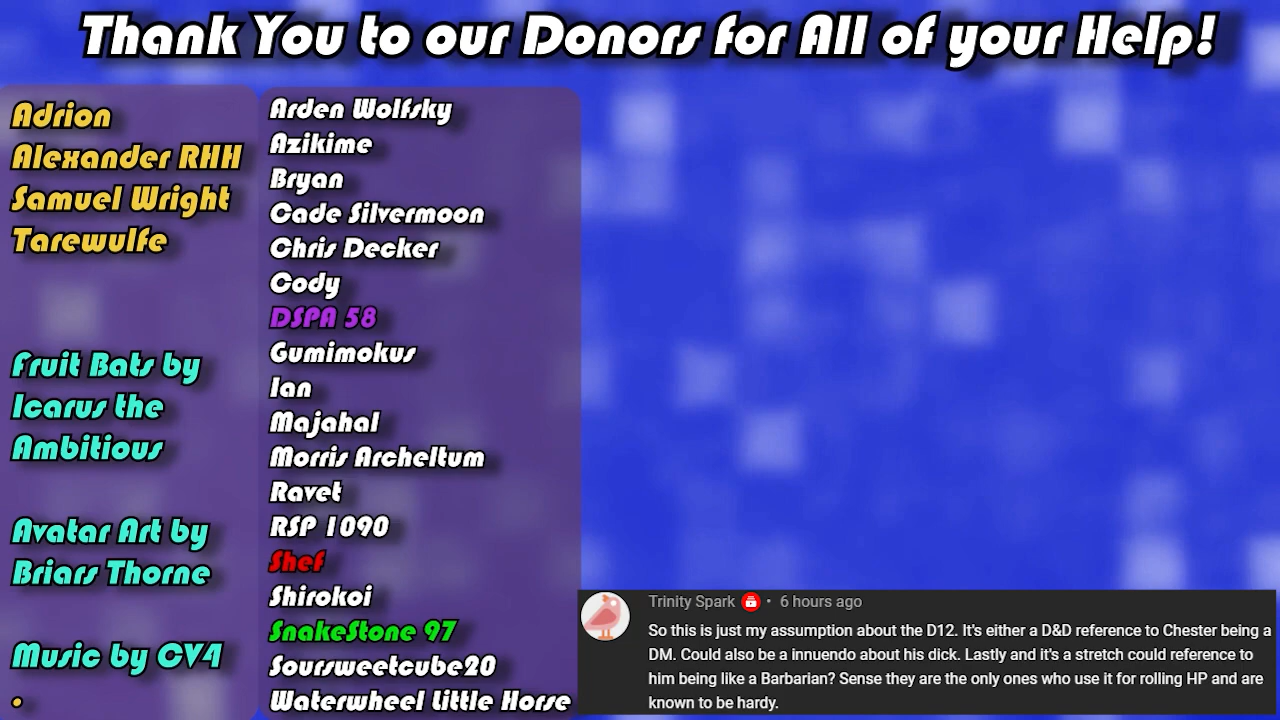 Thank You to our Donors for All of your Help!
Adrion
Alexander RHH
Samuel Wright
Tarewulfe
Fruit Bats by
Icarus the
Ambitious
Avatar Art by
Briars Thorne
Music by CV4
•
Arden Wolfsky
Azikime
Bryan
Cade Silvermoon
Chris Decker
Cody
DSPA 58
Gumimokus
Ian
Majahal
Morris Archeltum
Ravet
RSP 1090
Shef
Shirokoi
SnakeStone 97
Soursweetcube20
Waterwheel Little Horse
Trinity Spark • 6 hours ago
So this is just my assumption about the D12. It's either a D&D reference to Chester being a
DM. Could also be a innuendo about his dick. Lastly and it's a stretch could reference to
him being like a Barbarian? Sense they are the only ones who use it for rolling HP and are
known to be hardy.